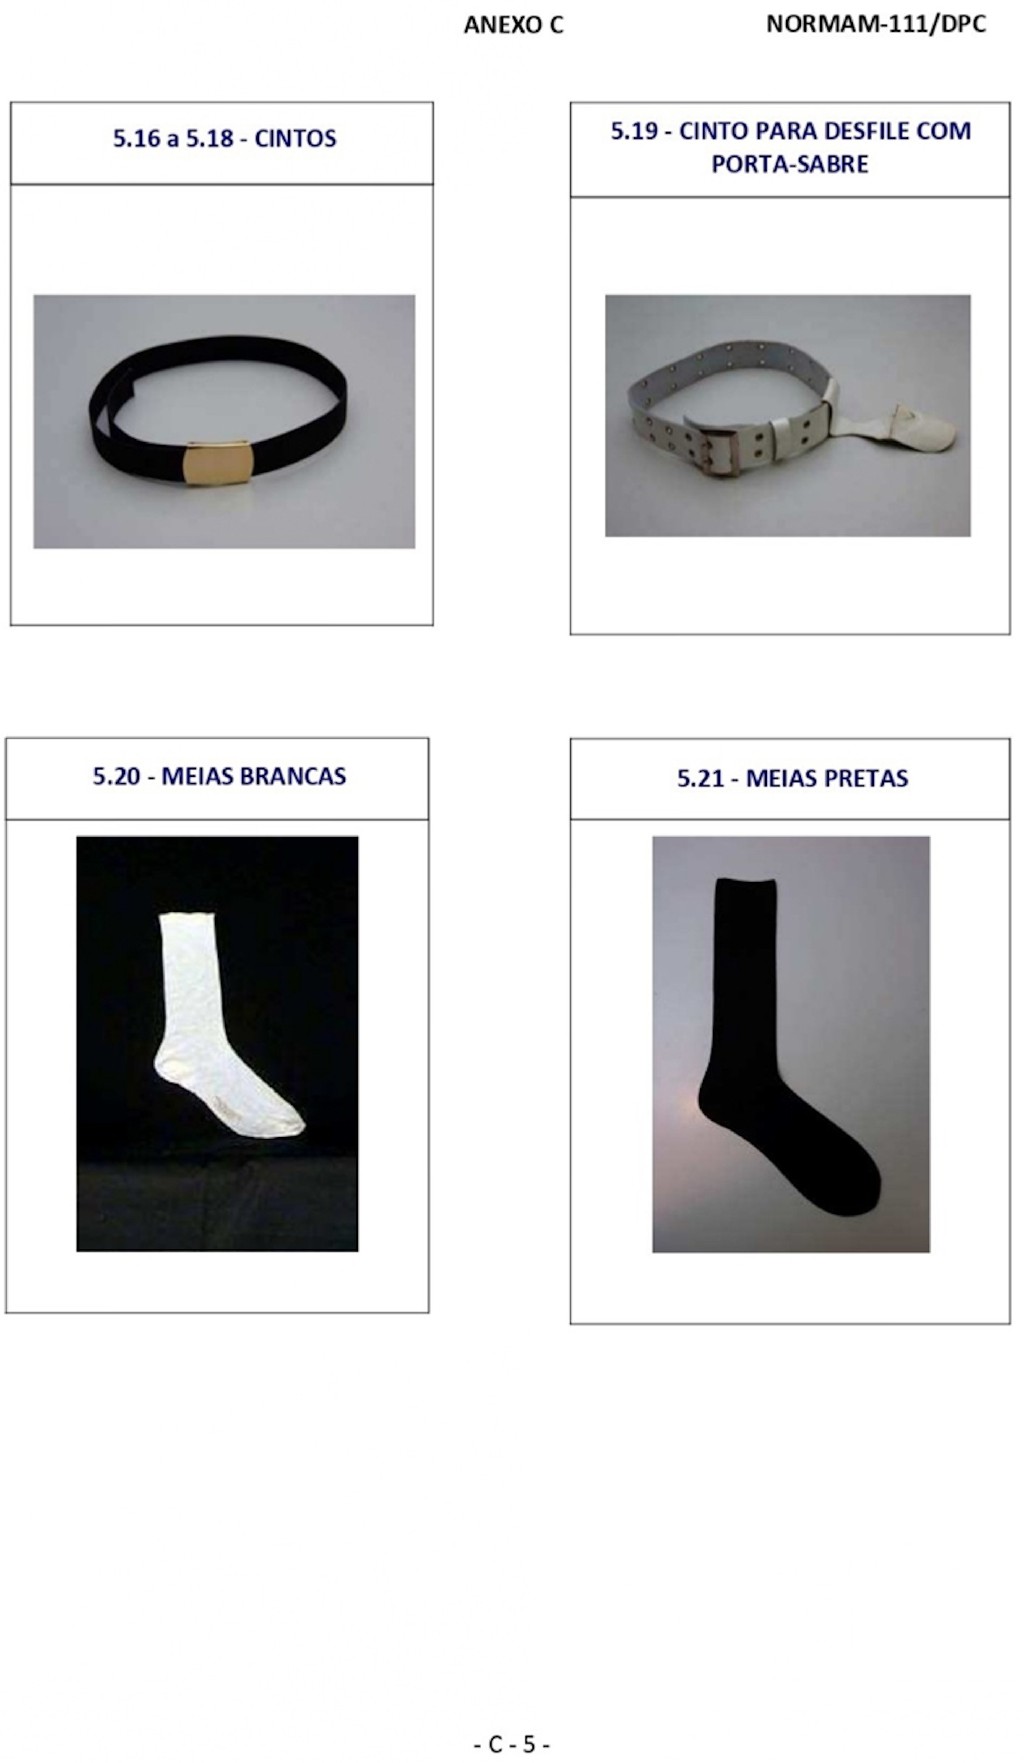 ANEXO C
NORMAM-111/DPC
5.16 a 5.18 - CINTOS
5.19 - CINTO PARA DESFILE COM
PORTA-SABRE
5.20 - MEIAS BRANCAS
5.21 - MEIAS PRETAS
- C - 5 -